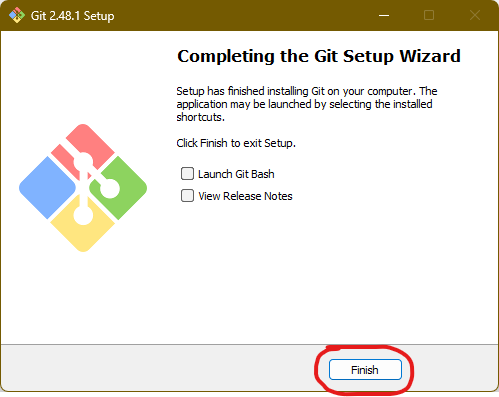 Git 2.48.1 Setup
Completing the Git Setup Wizard
Setup has finished installing Git on your computer. The
application may be launched by selecting the installed
shortcuts.
Click Finish to exit Setup.
Launch Git Bash
View Release Notes
Finish